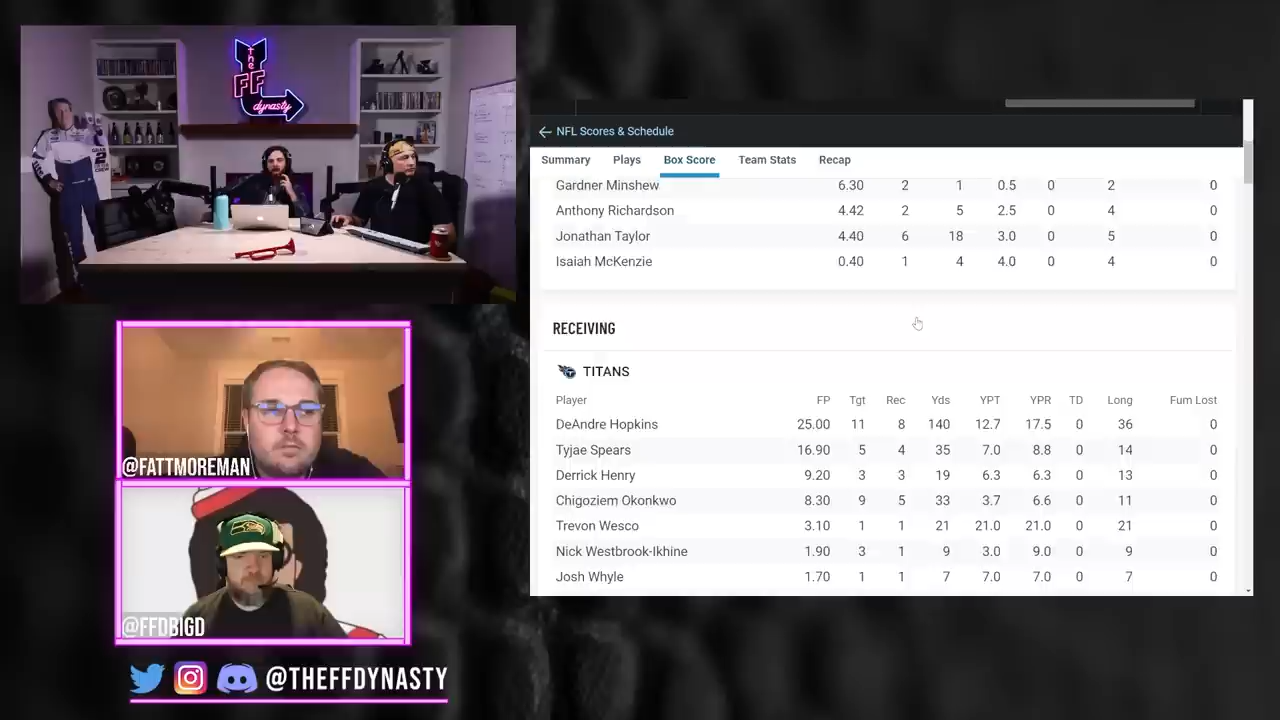 The
FF
dynasty
NFL Scores & Schedule
Summary Plays Box Score Team Stats Recap
Gardner Minshew 6.30 2 1 0.5 0 2 0
Anthony Richardson 4.42 2 5 2.5 0 4 0
Jonathan Taylor 4.40 6 18 3.0 0 5 0
Isaiah McKenzie 0.40 1 4 4.0 0 4 0
RECEIVING
TITANS
Player FP Tgt Rec Yds YPT YPR TD Long Fum Lost
DeAndre Hopkins 25.00 11 8 140 12.7 17.5 0 36 0
Tyjae Spears 16.90 5 4 35 7.0 8.8 0 14 0
Derrick Henry 9.20 3 3 19 6.3 6.3 0 13 0
Chigoziem Okonkwo 8.30 9 5 33 3.7 6.6 0 11 0
Trevon Wesco 3.10 1 1 21 21.0 21.0 0 21 0
Nick Westbrook-Ikhine 1.90 3 1 9 3.0 9.0 0 9 0
Josh Whyle 1.70 1 1 7 7.0 7.0 0 7 0
@FATTMOREMAN
@FFDBIGD
@THEFFDYNASTY